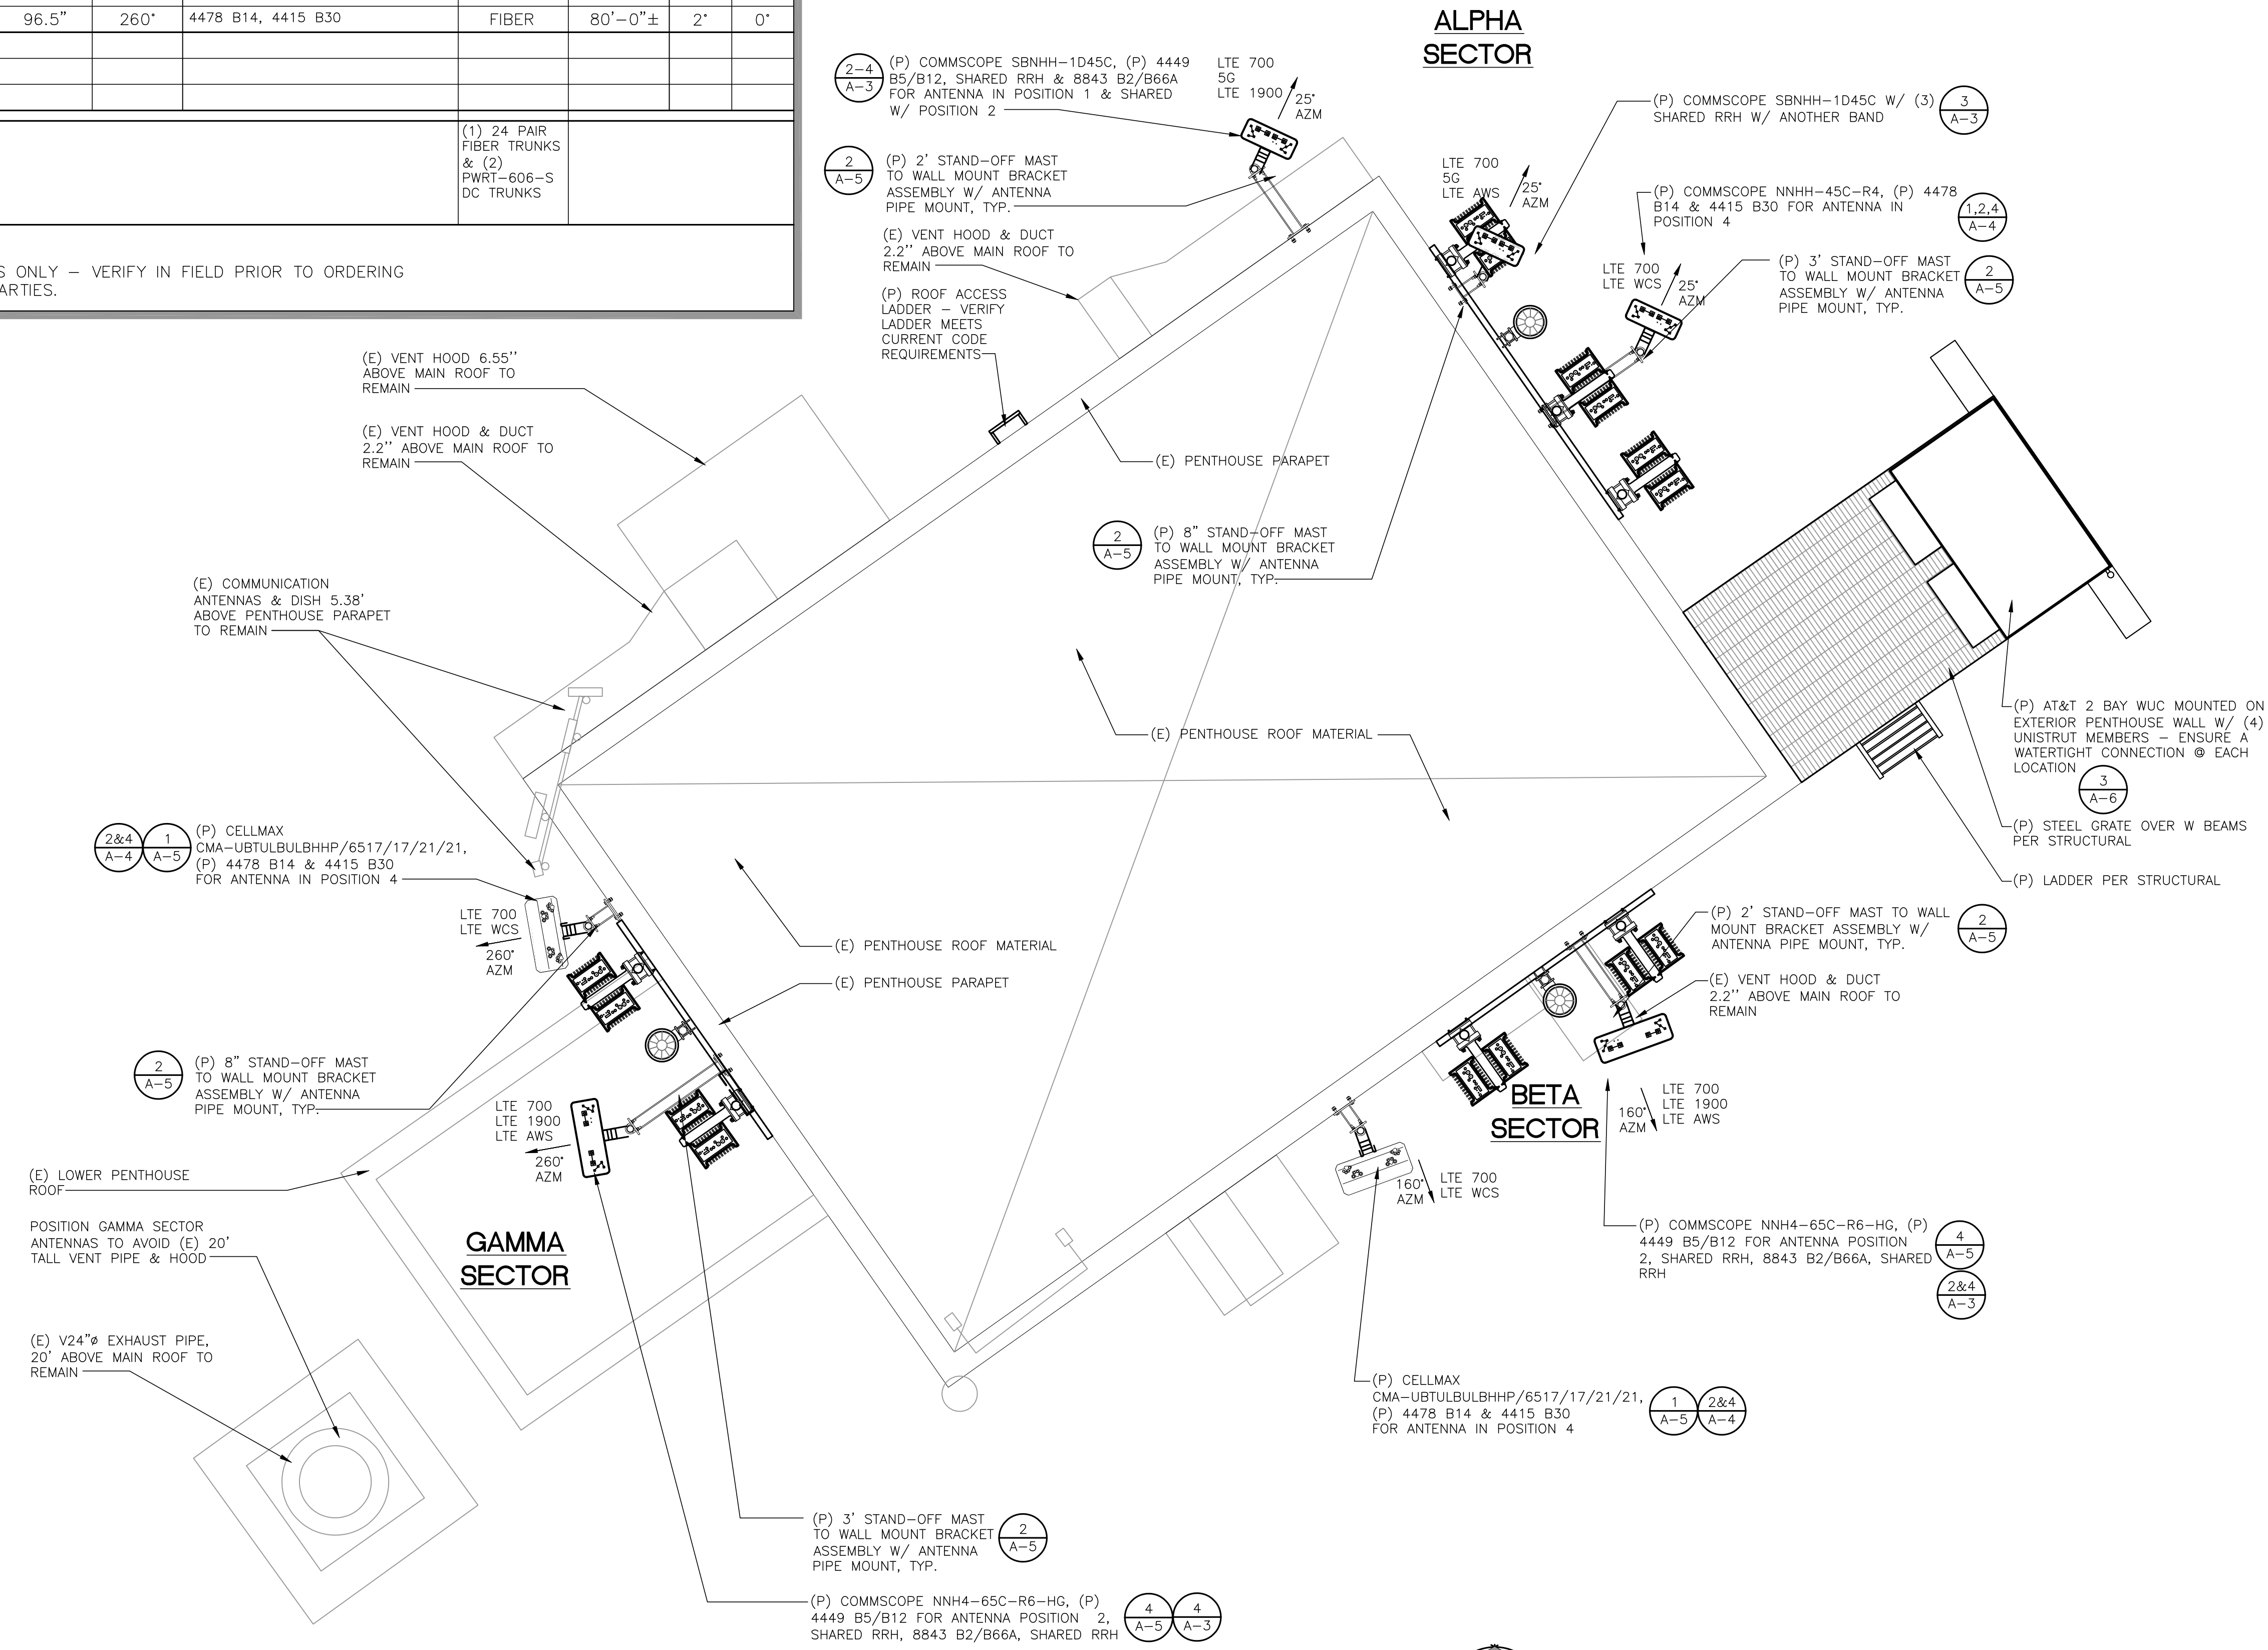 96.5" 260° 4478 B14, 4415 B30 FIBER 80'-0"± 2° 0°
(1) 24 PAIR
FIBER TRUNKS
& (2)
PWRT-606-S
DC TRUNKS
S ONLY – VERIFY IN FIELD PRIOR TO ORDERING
ARTIES.
ALPHA
SECTOR
2-4
A-3
(P) COMMSCOPE SBNHH-1D45C, (P) 4449
B5/B12, SHARED RRH & 8843 B2/B66A
FOR ANTENNA IN POSITION 1 & SHARED
W/ POSITION 2
LTE 700
5G
LTE 1900
25°
AZM
(P) COMMSCOPE SBNHH-1D45C W/ (3)
SHARED RRH W/ ANOTHER BAND
3
A-3
2
A-5
(P) 2' STAND-OFF MAST
TO WALL MOUNT BRACKET
ASSEMBLY W/ ANTENNA
PIPE MOUNT, TYP.
LTE 700
5G
LTE AWS
25°
AZM
(P) COMMSCOPE NNHH-45C-R4, (P) 4478
B14 & 4415 B30 FOR ANTENNA IN
POSITION 4
1,2,4
A-4
(E) VENT HOOD & DUCT
2.2'' ABOVE MAIN ROOF TO
REMAIN
LTE 700
LTE WCS
25°
AZM
(P) 3' STAND-OFF MAST
TO WALL MOUNT BRACKET
ASSEMBLY W/ ANTENNA
PIPE MOUNT, TYP.
2
A-5
(P) ROOF ACCESS
LADDER – VERIFY
LADDER MEETS
CURRENT CODE
REQUIREMENTS
(E) VENT HOOD 6.55''
ABOVE MAIN ROOF TO
REMAIN
(E) VENT HOOD & DUCT
2.2'' ABOVE MAIN ROOF TO
REMAIN
(E) PENTHOUSE PARAPET
2
A-5
(P) 8" STAND-OFF MAST
TO WALL MOUNT BRACKET
ASSEMBLY W/ ANTENNA
PIPE MOUNT, TYP.
(E) COMMUNICATION
ANTENNAS & DISH 5.38'
ABOVE PENTHOUSE PARAPET
TO REMAIN
(E) PENTHOUSE ROOF MATERIAL
(P) AT&T 2 BAY WUC MOUNTED ON
EXTERIOR PENTHOUSE WALL W/ (4)
UNISTRUT MEMBERS – ENSURE A
WATERTIGHT CONNECTION @ EACH
LOCATION
3
A-6
(P) STEEL GRATE OVER W BEAMS
PER STRUCTURAL
(P) LADDER PER STRUCTURAL
2&4
A-4
1
A-5
(P) CELLMAX
CMA-UBTULBULBHHP/6517/17/21/21,
(P) 4478 B14 & 4415 B30
FOR ANTENNA IN POSITION 4
LTE 700
LTE WCS
260°
AZM
(E) PENTHOUSE ROOF MATERIAL
(E) PENTHOUSE PARAPET
(P) 2' STAND-OFF MAST TO WALL
MOUNT BRACKET ASSEMBLY W/
ANTENNA PIPE MOUNT, TYP.
2
A-5
(E) VENT HOOD & DUCT
2.2'' ABOVE MAIN ROOF TO
REMAIN
2
A-5
(P) 8" STAND-OFF MAST
TO WALL MOUNT BRACKET
ASSEMBLY W/ ANTENNA
PIPE MOUNT, TYP.
LTE 700
LTE 1900
LTE AWS
260°
AZM
BETA
SECTOR
160°
AZM
LTE 700
LTE 1900
LTE AWS
160°
AZM
LTE 700
LTE WCS
(E) LOWER PENTHOUSE
ROOF
POSITION GAMMA SECTOR
ANTENNAS TO AVOID (E) 20'
TALL VENT PIPE & HOOD
GAMMA
SECTOR
(P) COMMSCOPE NNH4-65C-R6-HG, (P)
4449 B5/B12 FOR ANTENNA POSITION
2, SHARED RRH, 8843 B2/B66A, SHARED
RRH
4
A-5
2&4
A-3
(E) V24"ø EXHAUST PIPE,
20' ABOVE MAIN ROOF TO
REMAIN
(P) CELLMAX
CMA-UBTULBULBHHP/6517/17/21/21,
(P) 4478 B14 & 4415 B30
FOR ANTENNA IN POSITION 4
1
A-5
2&4
A-4
(P) 3' STAND-OFF MAST
TO WALL MOUNT BRACKET
ASSEMBLY W/ ANTENNA
PIPE MOUNT, TYP.
2
A-5
(P) COMMSCOPE NNH4-65C-R6-HG, (P)
4449 B5/B12 FOR ANTENNA POSITION 2,
SHARED RRH, 8843 B2/B66A, SHARED RRH
4
A-5
4
A-3